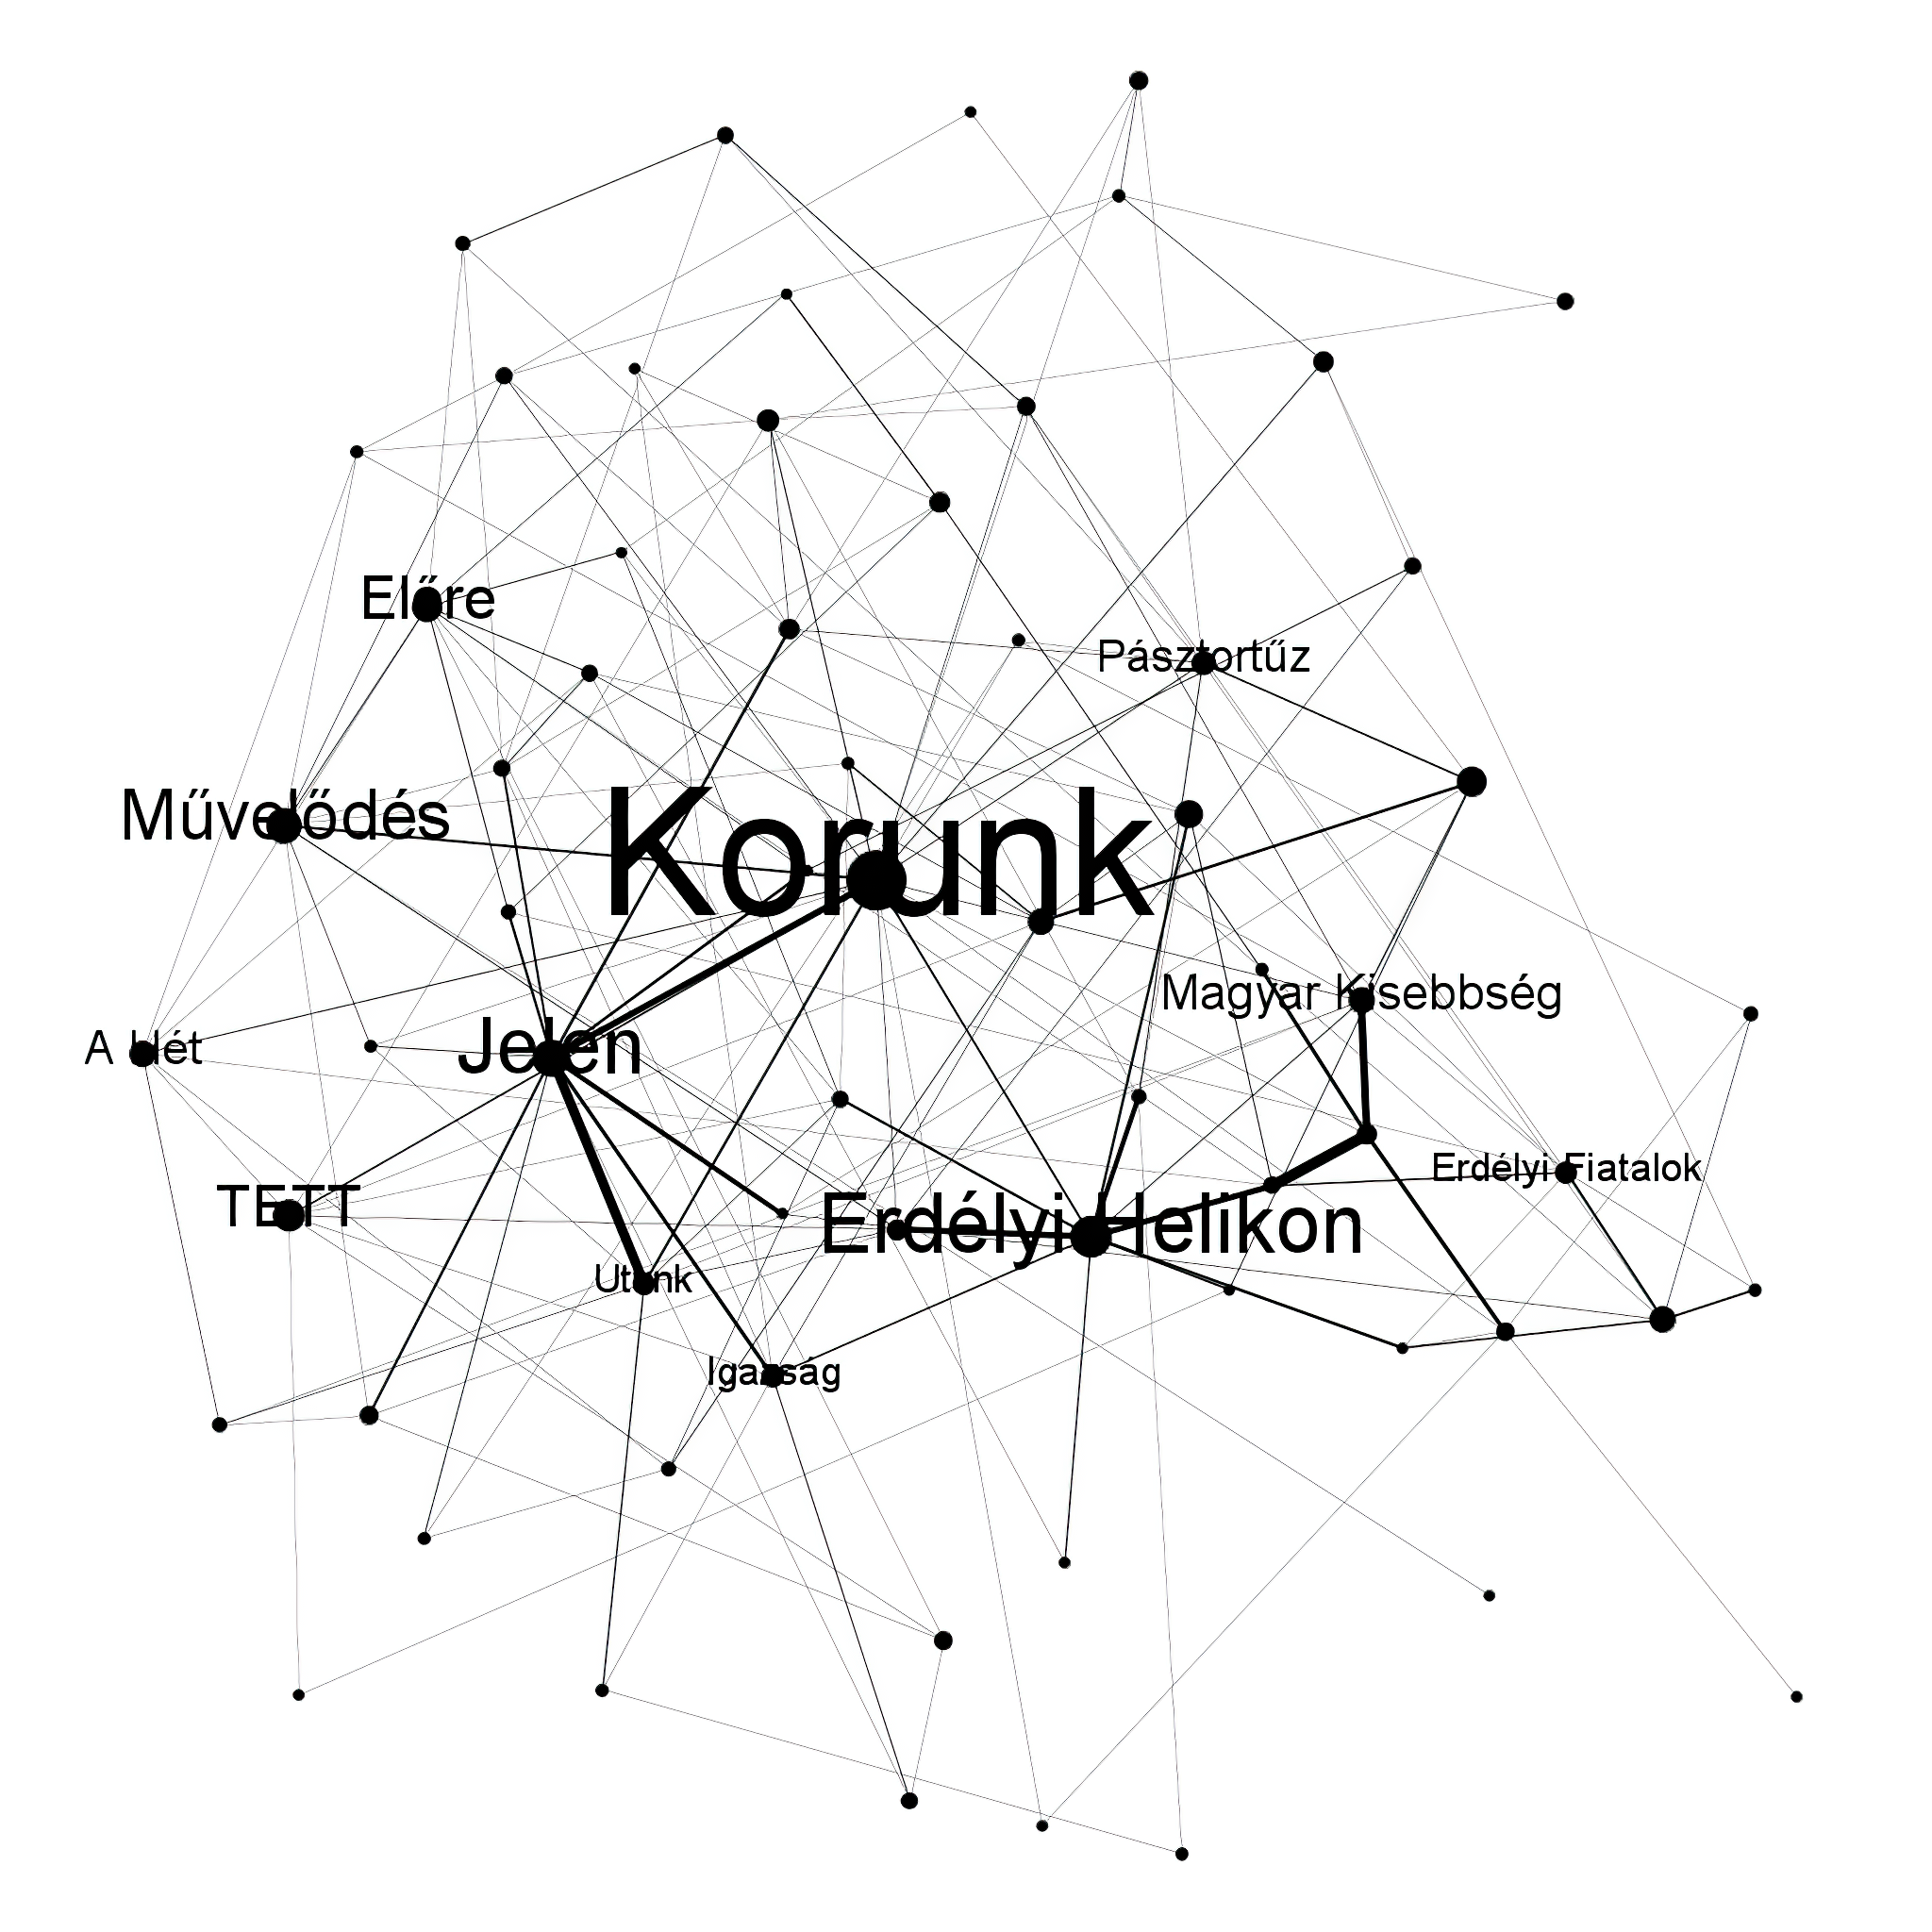 Előre
Pásztortűz
Művelődés
Korunk
Magyar Kisebbség
A Hét
Jelen
Erdélyi Fiatalok
TETT
Erdélyi Helikon
Utunk
Igazság